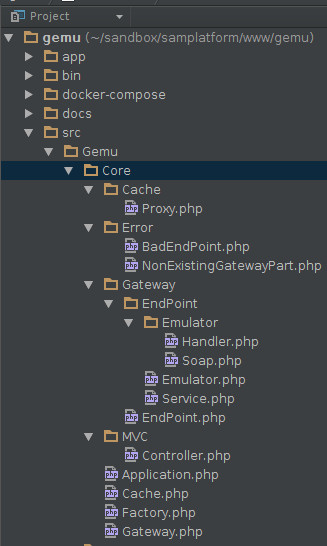 Project
gemu (~/sandbox/samplatform/www/gemu)
app
bin
docker-compose
docs
src
Gemu
Core
Cache
Proxy.php
Error
BadEndPoint.php
NonExistingGatewayPart.php
Gateway
EndPoint
Emulator
Handler.php
Soap.php
Emulator.php
Service.php
EndPoint.php
MVC
Controller.php
Application.php
Cache.php
Factory.php
Gateway.php